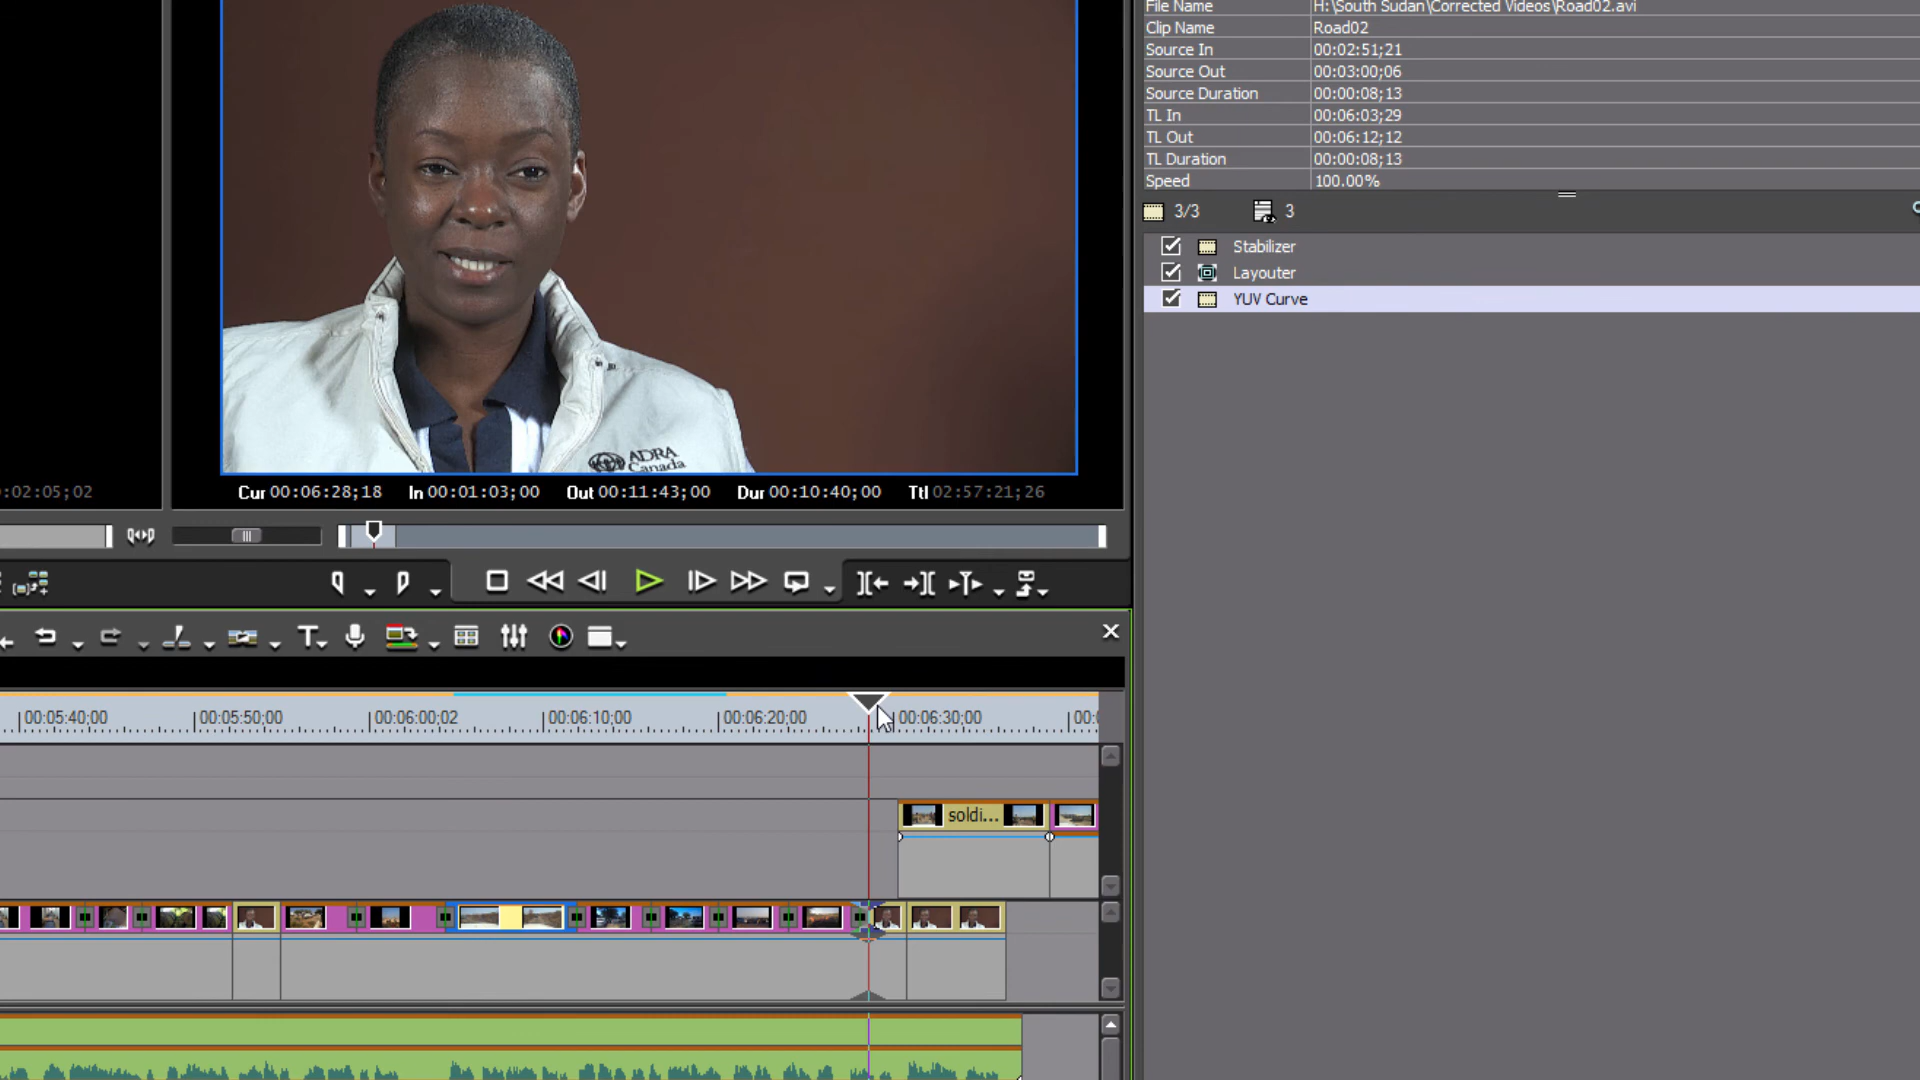 File Name H:\South Sudan\Corrected Videos\Road02.avi
Clip Name Road02
Source In 00:02:51;21
Source Out 00:03:00;06
Source Duration 00:00:08;13
TL In 00:06:03;29
TL Out 00:06:12;12
TL Duration 00:00:08;13
Speed 100.00%
3/3 3
Stabilizer
Layouter
YUV Curve
ADRA
Canada
:02:05;02
Cur 00:06:28;18 In 00:01:03;00 Out 00:11:43;00 Dur 00:10:40;00 Ttl 02:57:21;26
00:05:40;00 00:05:50;00 00:06:00;02 00:06:10;00 00:06:20;00 00:06:30;00 00:
soldi...